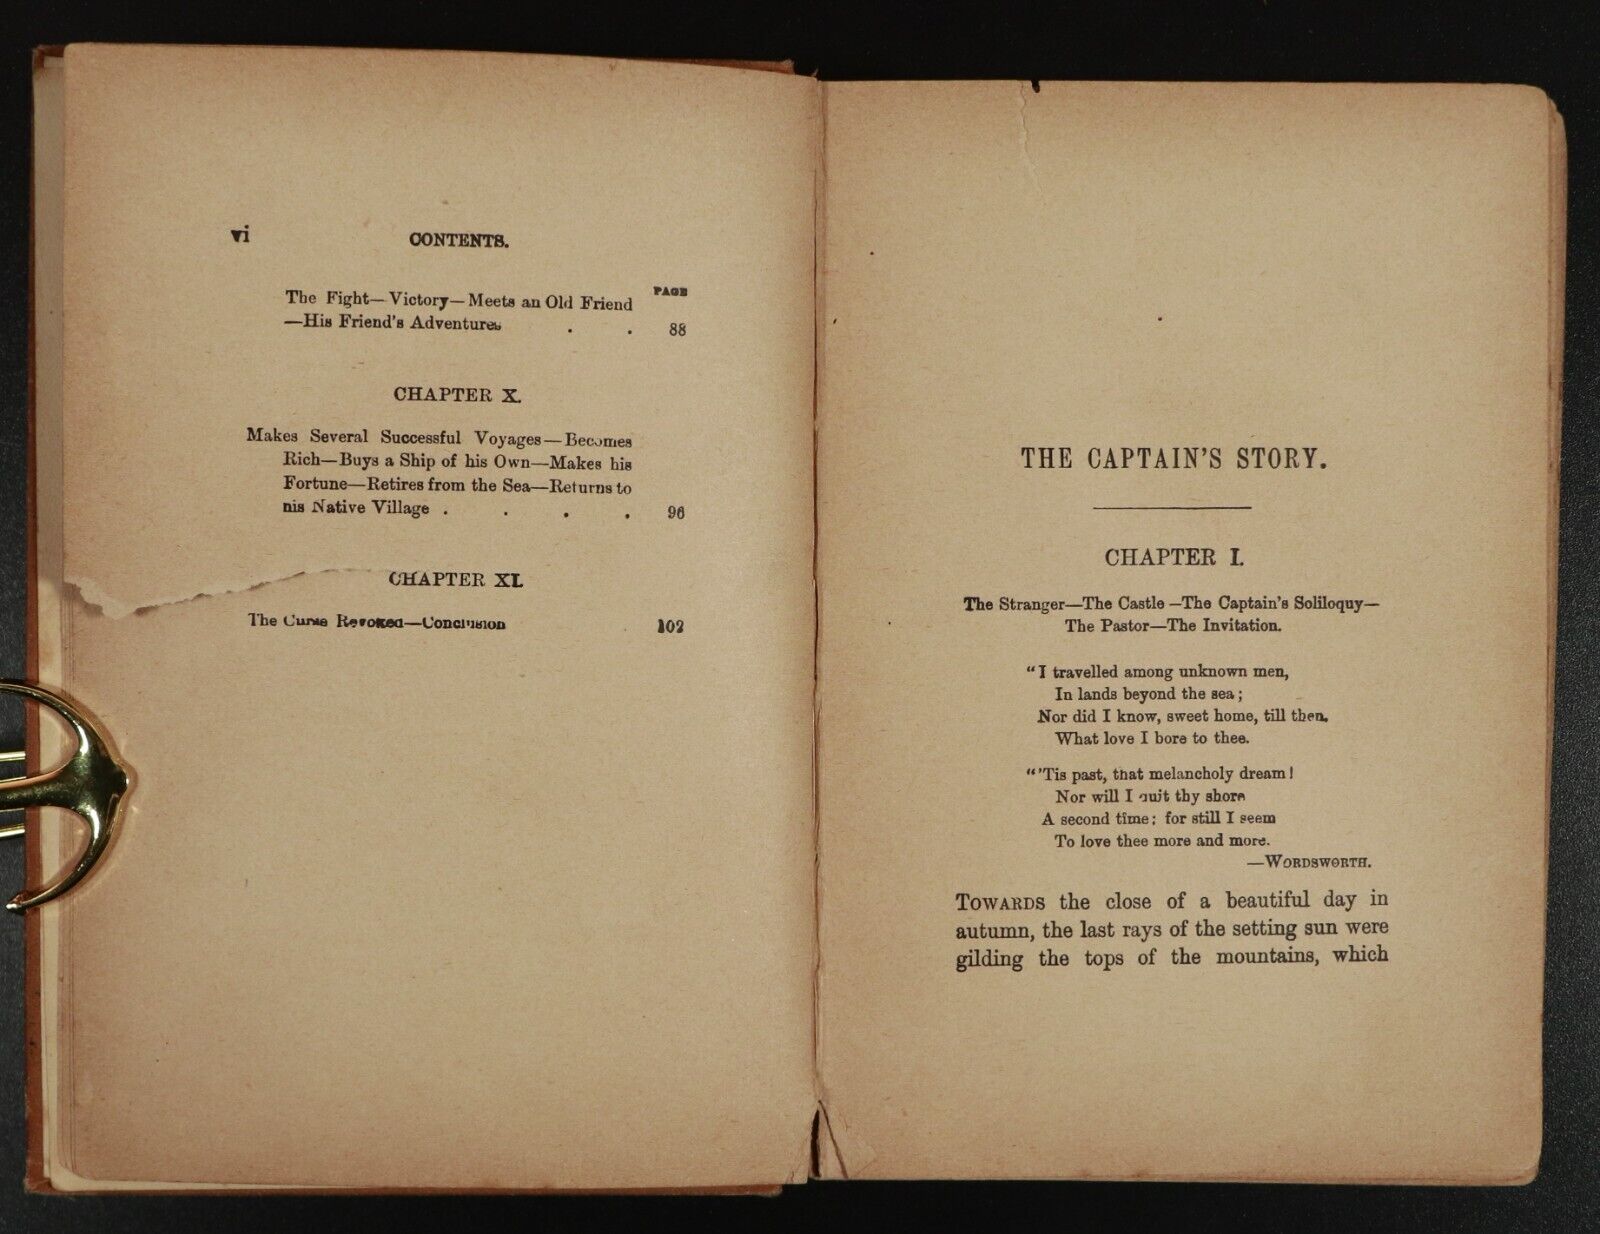 vi CONTENTS.
PAGE
The Fight—Victory—Meets an Old Friend
—His Friend's Adventures . . 88
CHAPTER X.
Makes Several Successful Voyages—Becomes
Rich—Buys a Ship of his Own—Makes his
Fortune—Retires from the Sea—Returns to
his Native Village . . . . 96
CHAPTER XI.
The Curse Revoked—Conclusion 102
THE CAPTAIN'S STORY.
CHAPTER I.
The Stranger—The Castle—The Captain's Soliloquy—
The Pastor—The Invitation.
"I travelled among unknown men,
In lands beyond the sea;
Nor did I know, sweet home, till then,
What love I bore to thee.
"'Tis past, that melancholy dream!
Nor will I quit thy shore
A second time; for still I seem
To love thee more and more.
—WORDSWORTH.
TOWARDS the close of a beautiful day in
autumn, the last rays of the setting sun were
gilding the tops of the mountains, which